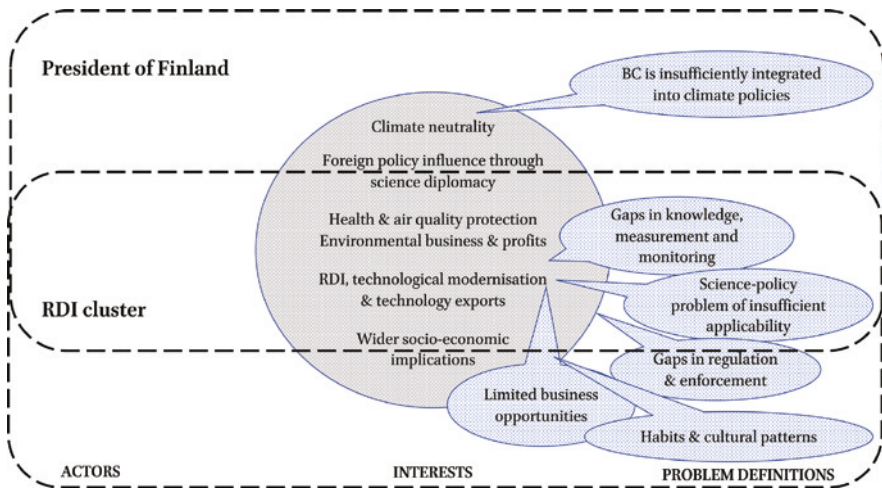 President of Finland
BC is insufficiently integrated
into climate policies
Climate neutrality
Foreign policy influence through
science diplomacy
Health & air quality protection
Environmental business & profits
Gaps in knowledge,
measurement and
monitoring
RDI cluster
RDI, technological modernisation
& technology exports
Science-policy
problem of insufficient
applicability
Wider socio-economic
implications
Gaps in regulation
& enforcement
Limited business
opportunities
Habits & cultural patterns
ACTORS
INTERESTS
PROBLEM DEFINITIONS